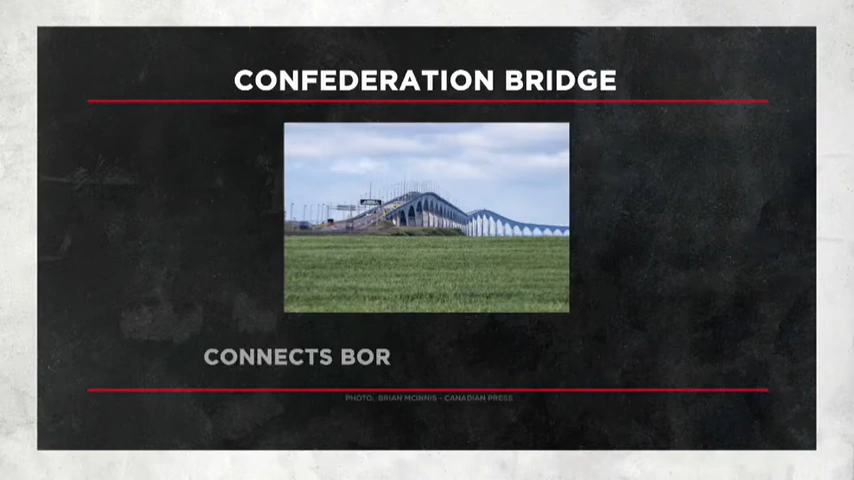 CONFEDERATION BRIDGE
CONNECTS BOR
PHOTO: BRIAN MCINNIS - CANADIAN PRESS